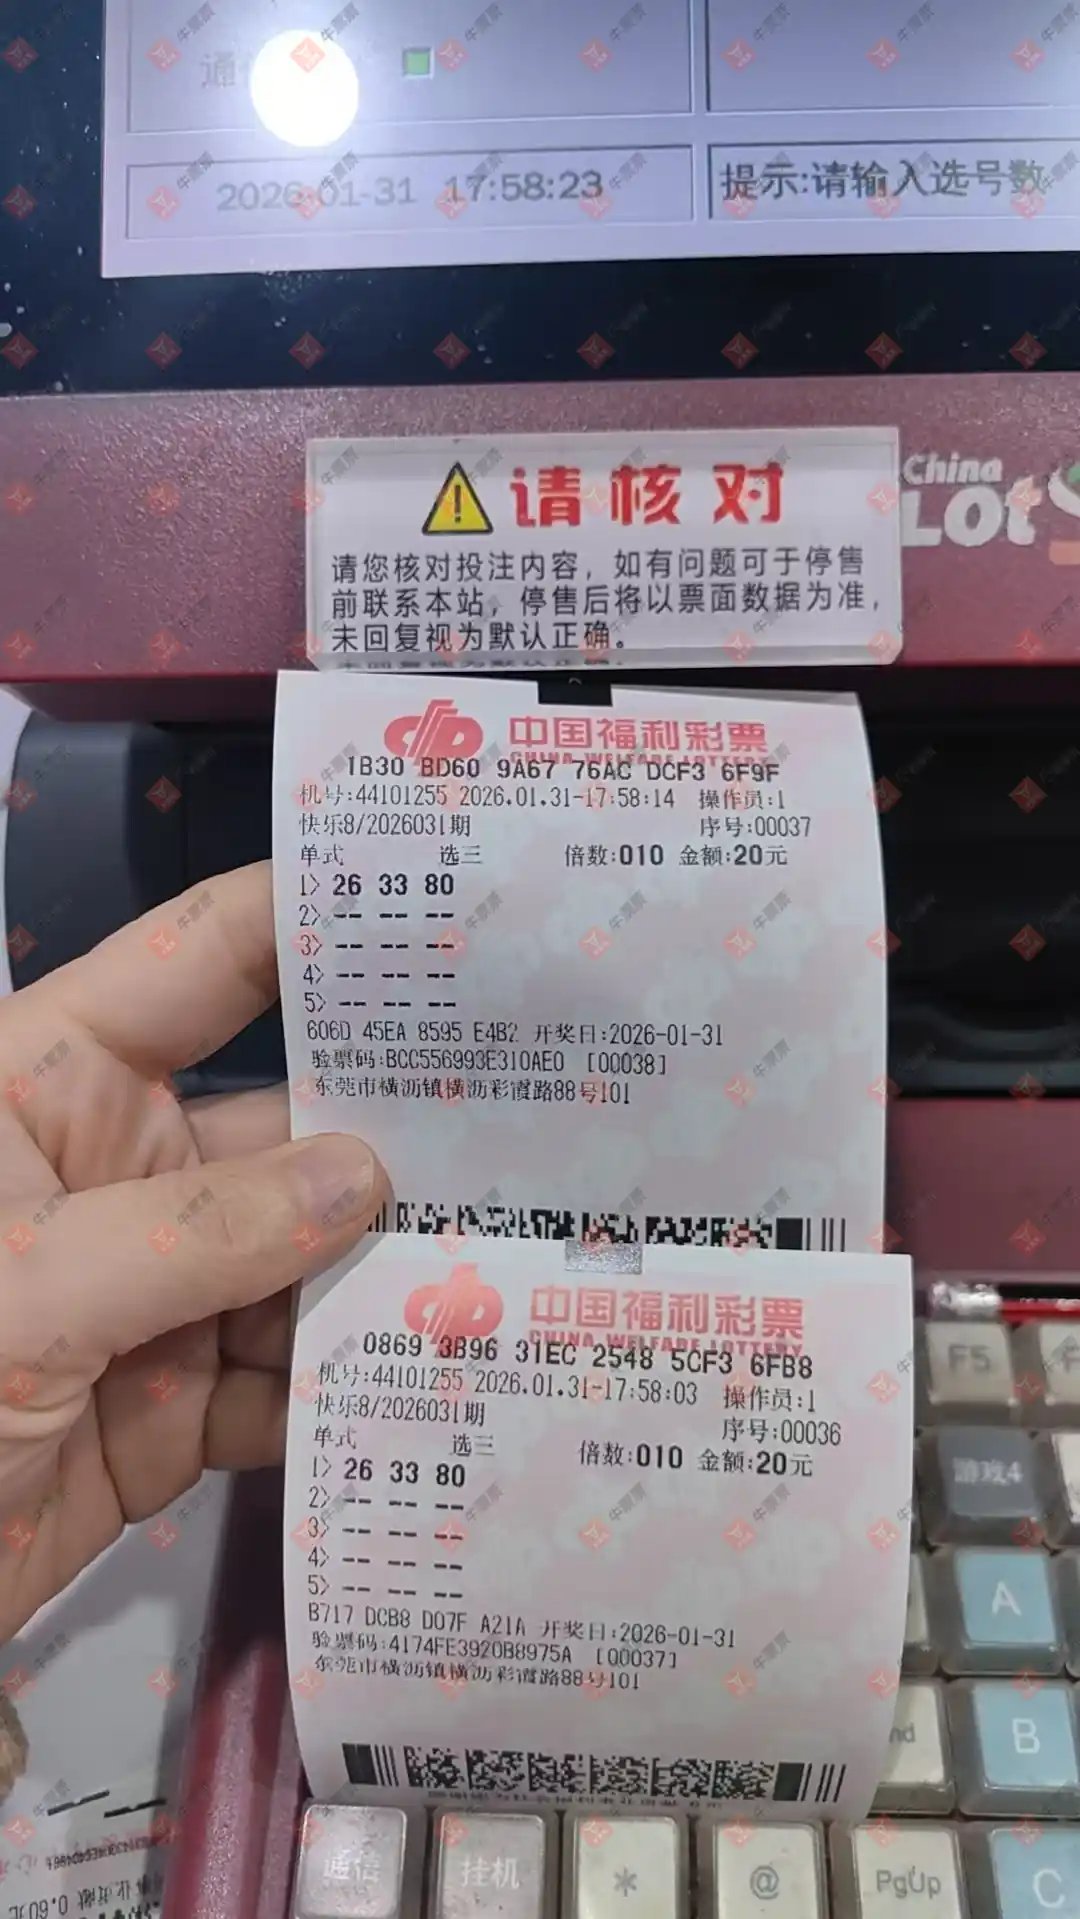 2026-01-31 17:58:23
提示:请输入选号数
请核对
请您核对投注内容，如有问题可于停售
前联系本站，停售后将以票面数据为准，
未回复视为默认正确。
China
LOt
中国福利彩票
CHINA WELFARE LOTTERY
1B30 BD60 9A67 76AC DCF3 6F9F
机号:44101255 2026.01.31-17:58:14 操作员:1
快乐8/2026031期 序号:00037
单式 选三 倍数:010 金额:20元
1> 26 33 80
2> -- -- --
3> -- -- --
4> -- -- --
5> -- -- --
606D 45EA 8595 E4B2 开奖日:2026-01-31
验票码:BCC556993E310AE0 [00038]
东莞市横沥镇横沥彩霞路88号101
中国福利彩票
CHINA WELFARE LOTTERY
0869 3B96 31EC 2548 5CF3 6FB8
机号:44101255 2026.01.31-17:58:03 操作员:1
快乐8/2026031期 序号:00036
单式 选三 倍数:010 金额:20元
1> 26 33 80
2> -- -- --
3> -- -- --
4> -- -- --
5> -- -- --
B717 DCB8 D07F A21A 开奖日:2026-01-31
验票码:4174FE3920B8975A [00037]
东莞市横沥镇横沥彩霞路88号101
F5
游戏4
A
B
通信 挂机 * @ PgUp C
牛票票